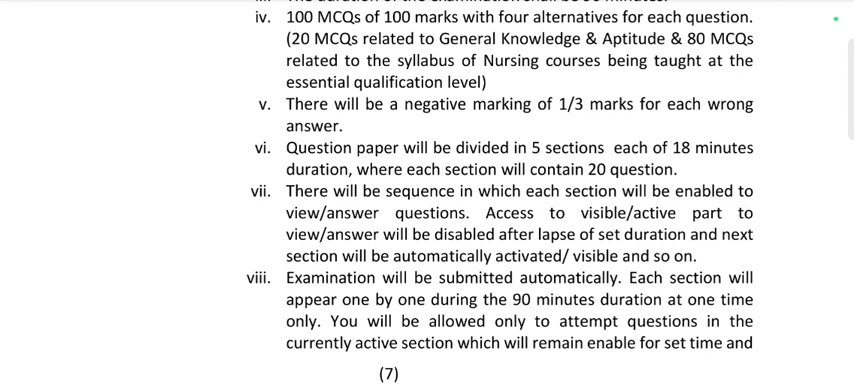 iv. 100 MCQs of 100 marks with four alternatives for each question.
(20 MCQs related to General Knowledge & Aptitude & 80 MCQs
related to the syllabus of Nursing courses being taught at the
essential qualification level)
v. There will be a negative marking of 1/3 marks for each wrong
answer.
vi. Question paper will be divided in 5 sections each of 18 minutes
duration, where each section will contain 20 question.
vii. There will be sequence in which each section will be enabled to
view/answer questions. Access to visible/active part to
view/answer will be disabled after lapse of set duration and next
section will be automatically activated/ visible and so on.
viii. Examination will be submitted automatically. Each section will
appear one by one during the 90 minutes duration at one time
only. You will be allowed only to attempt questions in the
currently active section which will remain enable for set time and
(7)